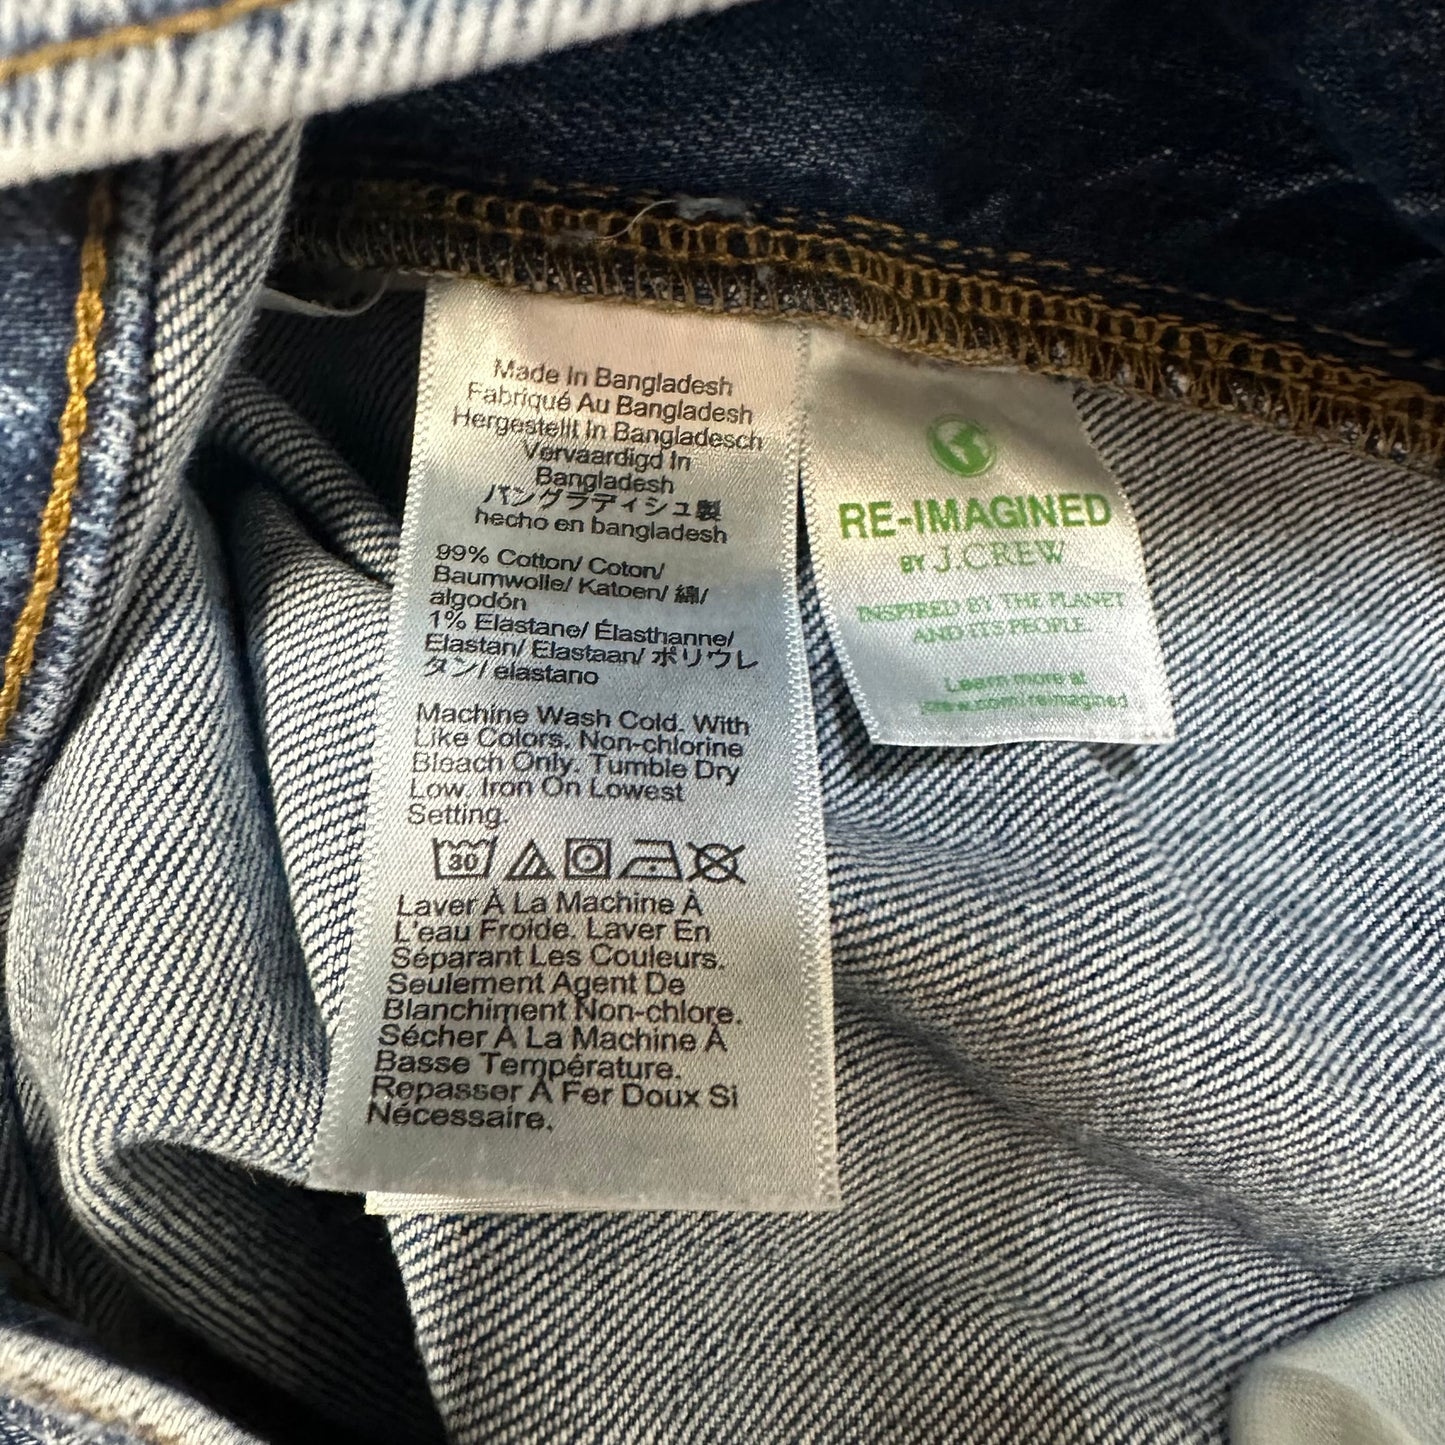 Made In Bangladesh
Fabriqué Au Bangladesh
Hergestellt In Bangladesch
Vervaardigd In
Bangladesh
バングラディシュ製
hecho en bangladesh
99% Cotton/ Coton/
Baumwolle/ Katoen/ 綿/
algodón
1% Elastane/ Élasthanne/
Elastan/ Elastaan/ ポリウレ
タン/ elastano
Machine Wash Cold. With
Like Colors. Non-chlorine
Bleach Only. Tumble Dry
Low. Iron On Lowest
Setting.
30
Laver À La Machine À
L'eau Froide. Laver En
Séparant Les Couleurs.
Seulement Agent De
Blanchiment Non-chlore.
Sécher À La Machine À
Basse Température.
Repasser À Fer Doux Si
Nécessaire.
RE-IMAGINED
BY J.CREW
INSPIRED BY THE PLANET
AND ITS PEOPLE.
Learn more at
jcrew.com/reimagined